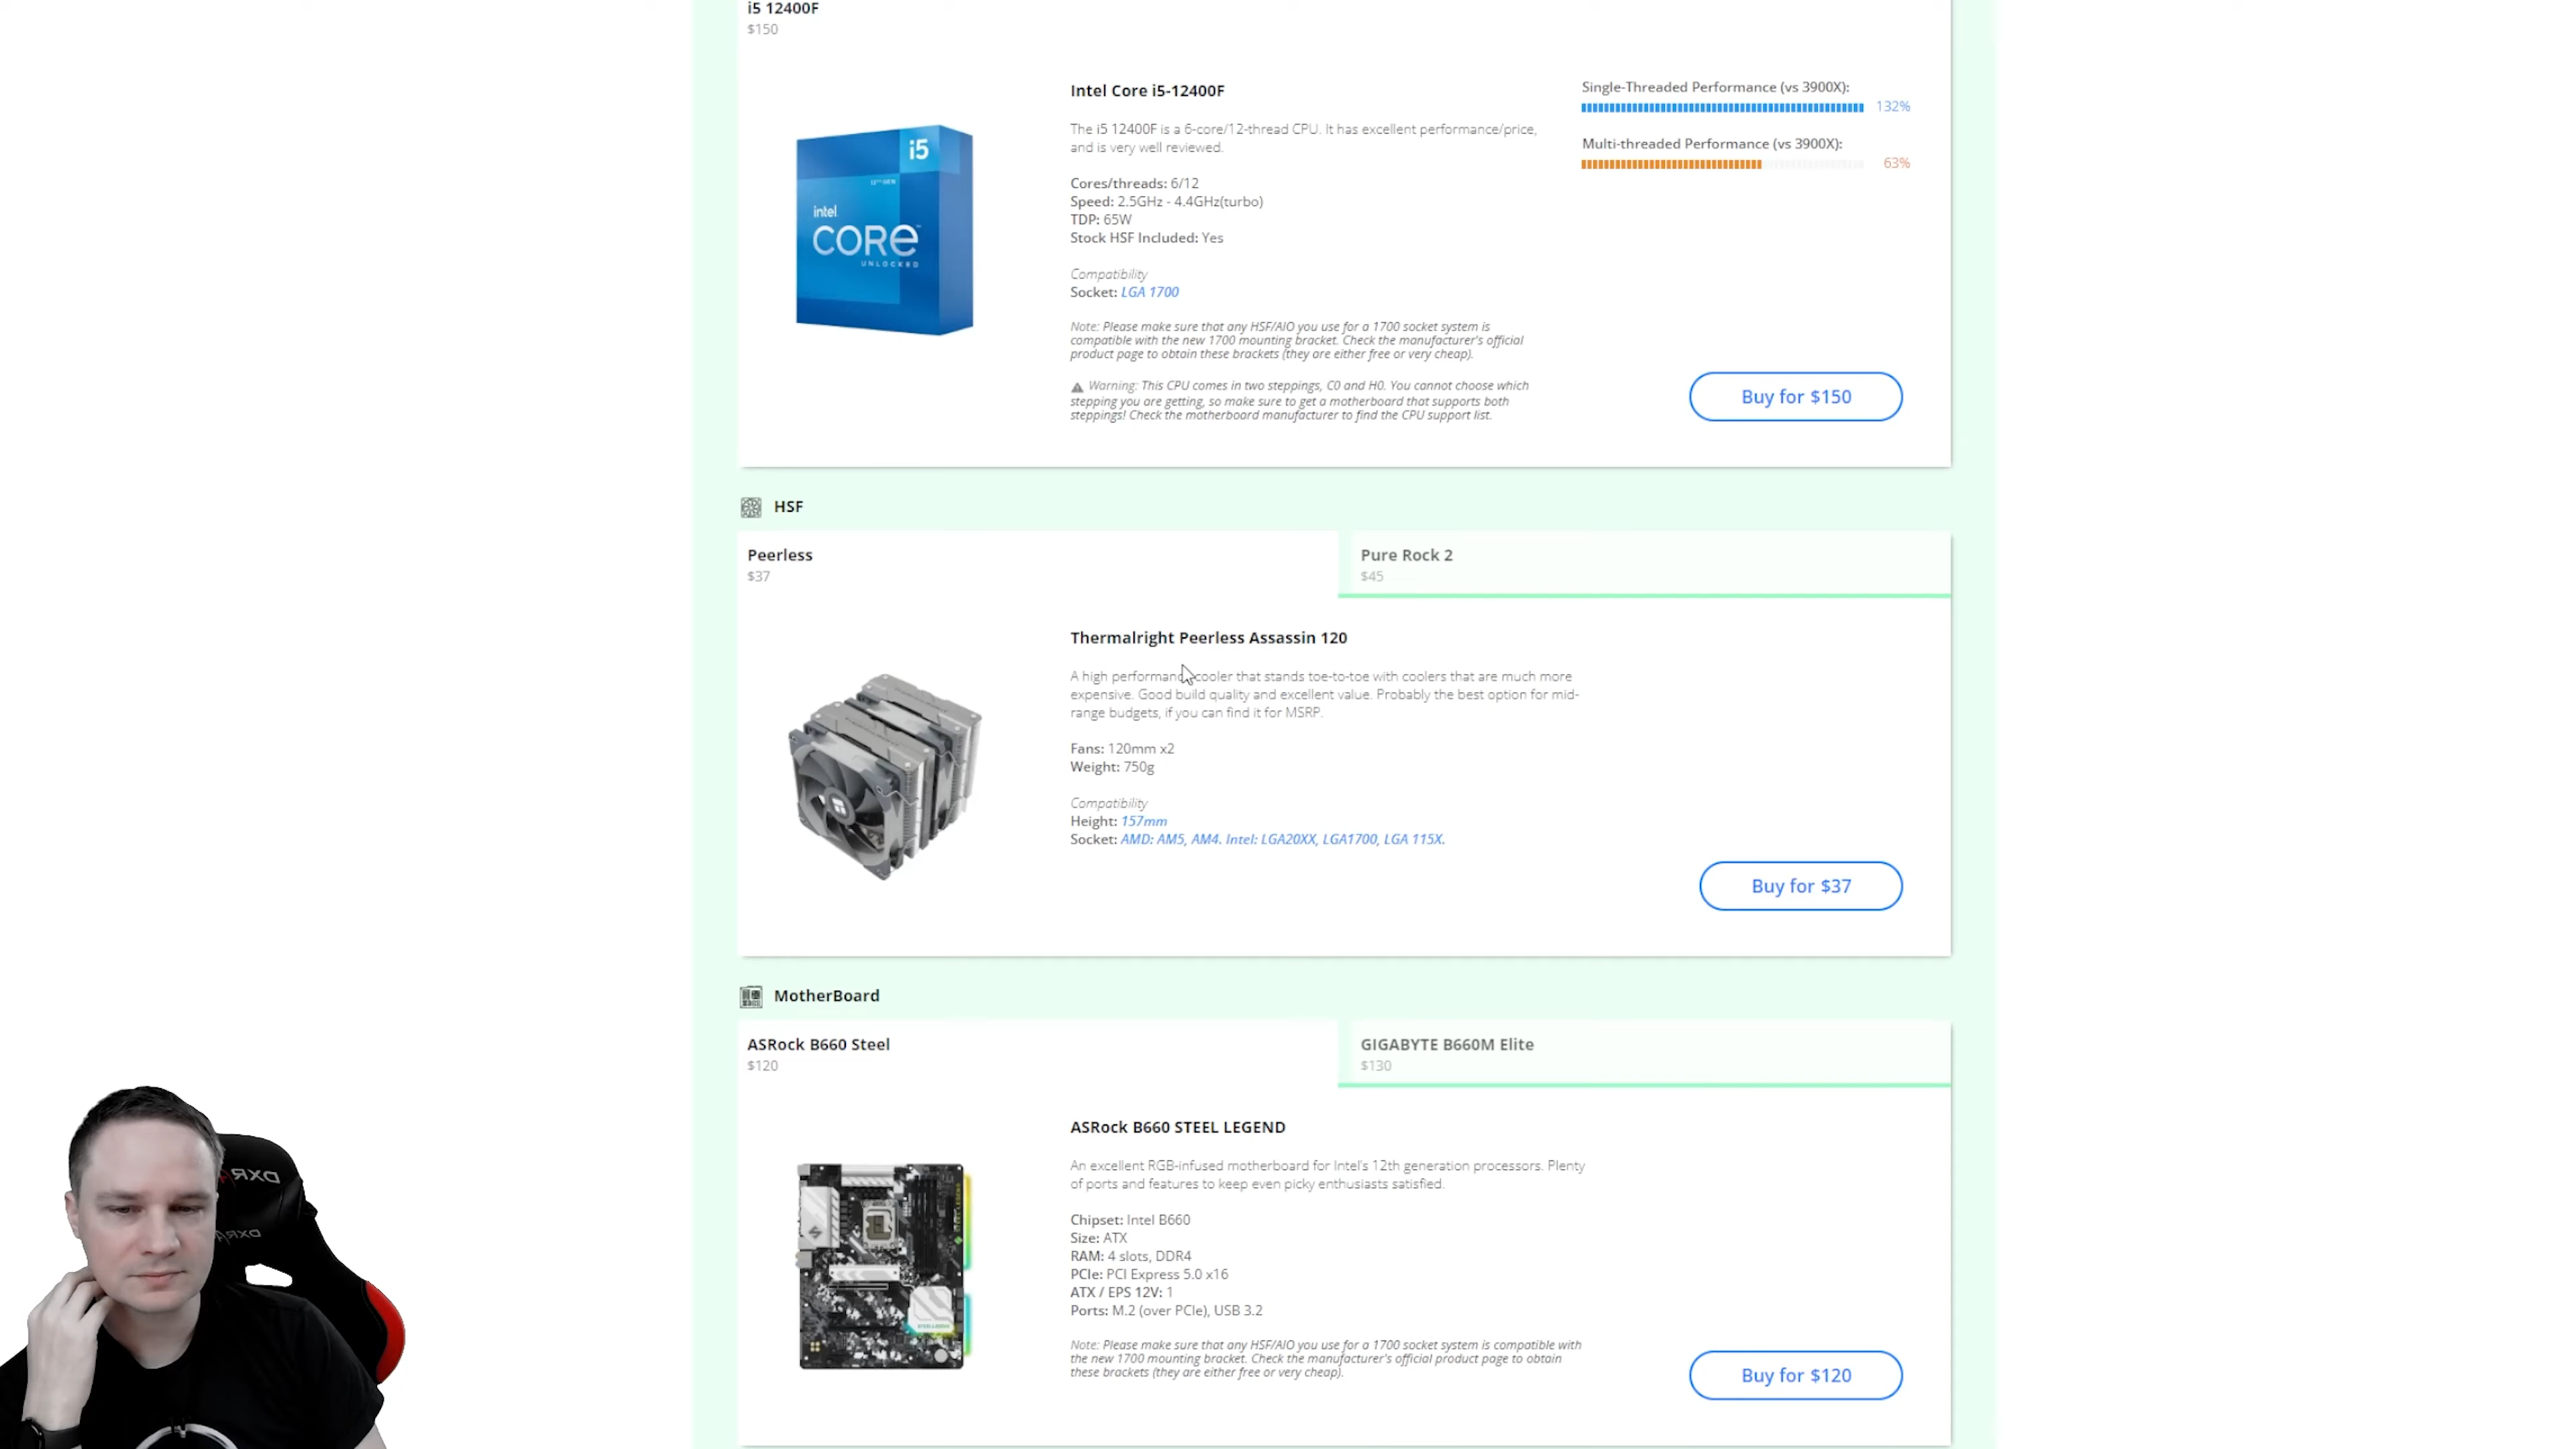 i5 12400F
$150
Intel Core i5-12400F
The i5 12400F is a 6-core/12-thread CPU. It has excellent performance/price,
and is very well reviewed.
Cores/threads: 6/12
Speed: 2.5GHz - 4.4GHz(turbo)
TDP: 65W
Stock HSF Included: Yes
Compatibility
Socket: LGA 1700
Note: Please make sure that any HSF/AIO you use for a 1700 socket system is
compatible with the new 1700 mounting bracket. Check the manufacturer's official
product page to obtain these brackets (they are either free or very cheap).
Warning: This CPU comes in two steppings, C0 and H0. You cannot choose which
stepping you are getting, so make sure to get a motherboard that supports both
steppings! Check the motherboard manufacturer to find the CPU support list.
Single-Threaded Performance (vs 3900X):
132%
Multi-threaded Performance (vs 3900X):
63%
Buy for $150
i5
intel
CORE
UNLOCKED
HSF
Peerless
$37
Pure Rock 2
$45
Thermalright Peerless Assassin 120
A high performance cooler that stands toe-to-toe with coolers that are much more
expensive. Good build quality and excellent value. Probably the best option for mid-
range budgets, if you can find it for MSRP.
Fans: 120mm x2
Weight: 750g
Compatibility
Height: 157mm
Socket: AMD: AM5, AM4. Intel: LGA20XX, LGA1700, LGA 115X.
Buy for $37
MotherBoard
ASRock B660 Steel
$120
GIGABYTE B660M Elite
$130
ASRock B660 STEEL LEGEND
An excellent RGB-infused motherboard for Intel's 12th generation processors. Plenty
of ports and features to keep even picky enthusiasts satisfied.
Chipset: Intel B660
Size: ATX
RAM: 4 slots, DDR4
PCIe: PCI Express 5.0 x16
ATX / EPS 12V: 1
Ports: M.2 (over PCIe), USB 3.2
Note: Please make sure that any HSF/AIO you use for a 1700 socket system is compatible with
the new 1700 mounting bracket. Check the manufacturer's official product page to obtain
these brackets (they are either free or very cheap).
Buy for $120
DXR
DXR